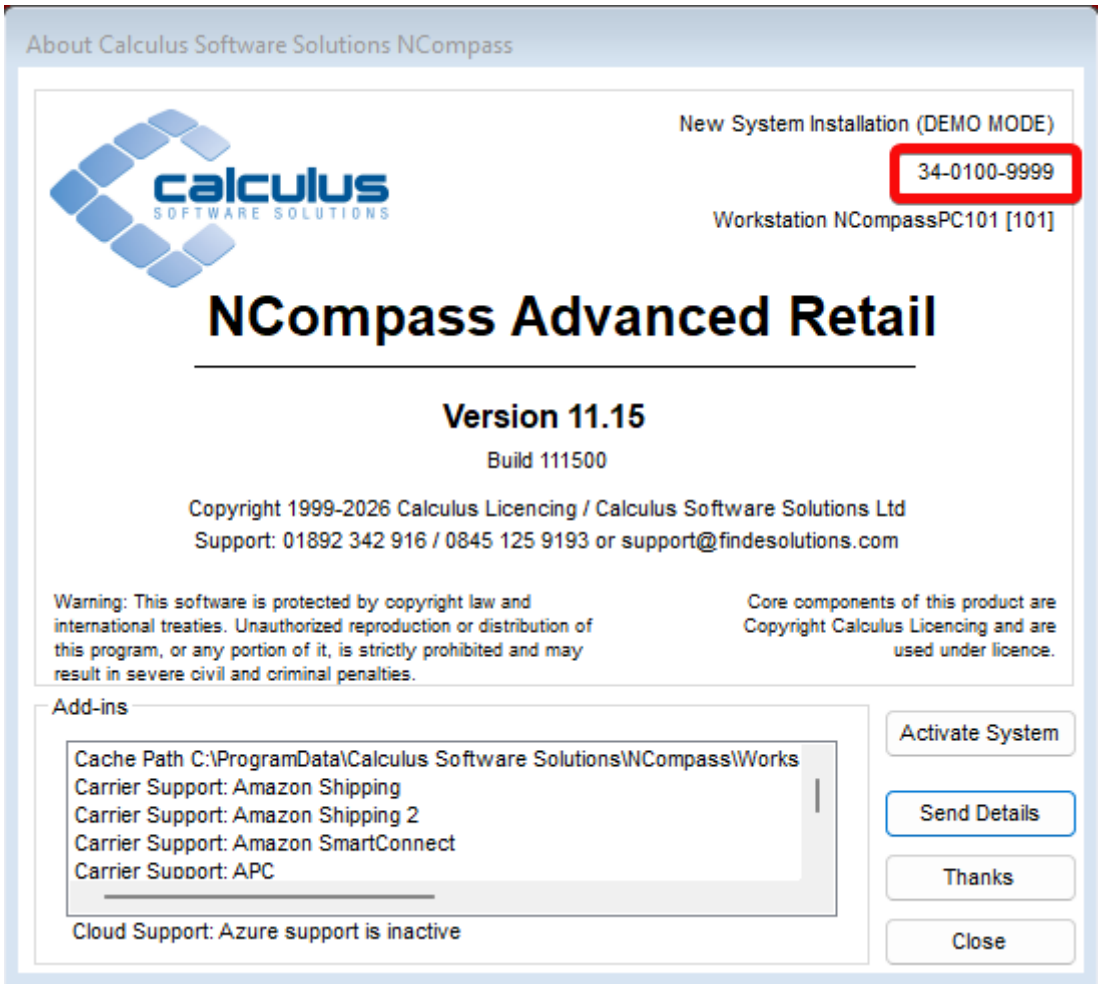 About Calculus Software Solutions NCompass
New System Installation (DEMO MODE)
34-0100-9999
Workstation NCompassPC101 [101]
calculus
SOFTWARE SOLUTIONS
NCompass Advanced Retail
Version 11.15
Build 111500
Copyright 1999-2026 Calculus Licencing / Calculus Software Solutions Ltd
Support: 01892 342 916 / 0845 125 9193 or support@findesolutions.com
Warning: This software is protected by copyright law and
international treaties. Unauthorized reproduction or distribution of
this program, or any portion of it, is strictly prohibited and may
result in severe civil and criminal penalties.
Core components of this product are
Copyright Calculus Licencing and are
used under licence.
Add-ins
Cache Path C:\ProgramData\Calculus Software Solutions\NCompass\Works
Carrier Support: Amazon Shipping
Carrier Support: Amazon Shipping 2
Carrier Support: Amazon SmartConnect
Carrier Support: APC
Cloud Support: Azure support is inactive
Activate System
Send Details
Thanks
Close